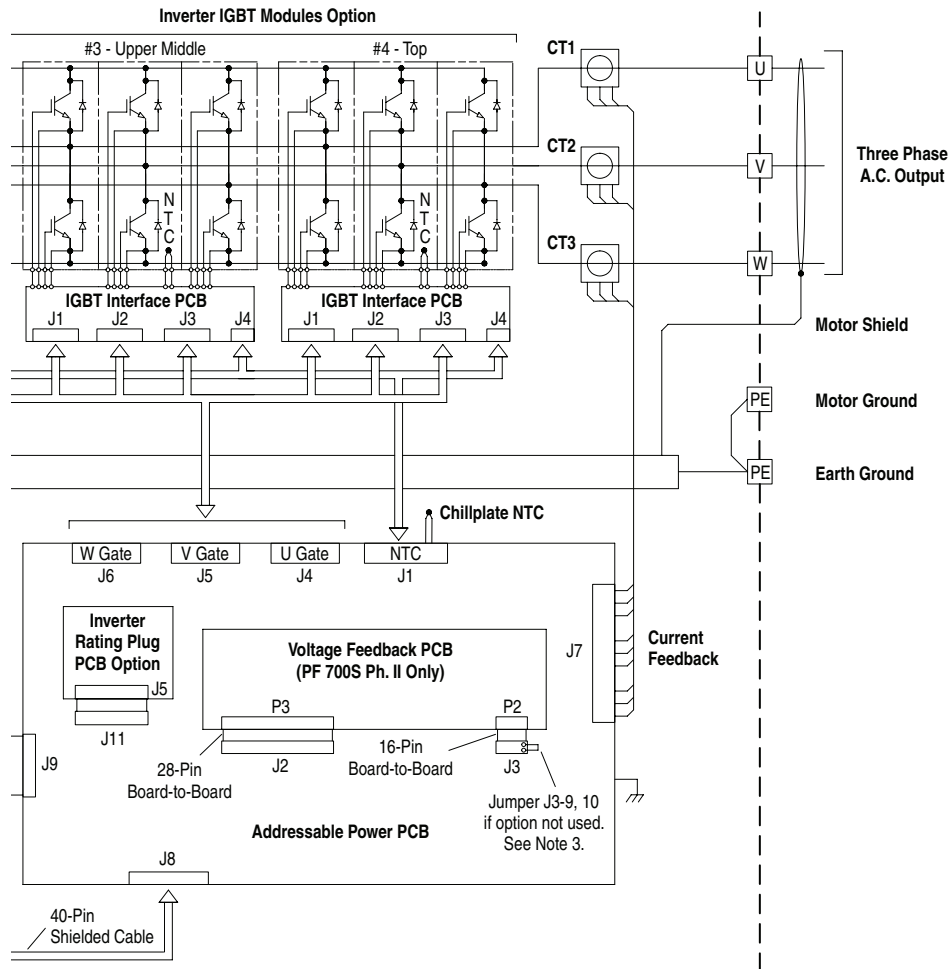 Inverter IGBT Modules Option
#3 - Upper Middle
#4 - Top
CT1
U
CT2
V
Three Phase
A.C. Output
N
T
C
N
T
C
CT3
W
IGBT Interface PCB
J1
J2
J3
J4
IGBT Interface PCB
J1
J2
J3
J4
Motor Shield
PE
Motor Ground
PE
Earth Ground
Chillplate NTC
W Gate
V Gate
U Gate
NTC
J6
J5
J4
J1
Inverter
Rating Plug
PCB Option
J5
J11
Voltage Feedback PCB
(PF 700S Ph. II Only)
P3
P2
J2
J3
28-Pin
Board-to-Board
16-Pin
Board-to-Board
J7
Current
Feedback
J9
Jumper J3-9, 10
if option not used.
See Note 3.
Addressable Power PCB
J8
40-Pin
Shielded Cable